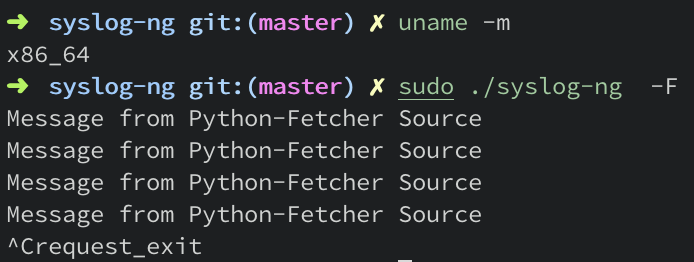 ➜ syslog-ng git:(master) ✗ uname -m
x86_64
➜ syslog-ng git:(master) ✗ sudo ./syslog-ng  -F
Message from Python-Fetcher Source
Message from Python-Fetcher Source
Message from Python-Fetcher Source
Message from Python-Fetcher Source
^Crequest_exit